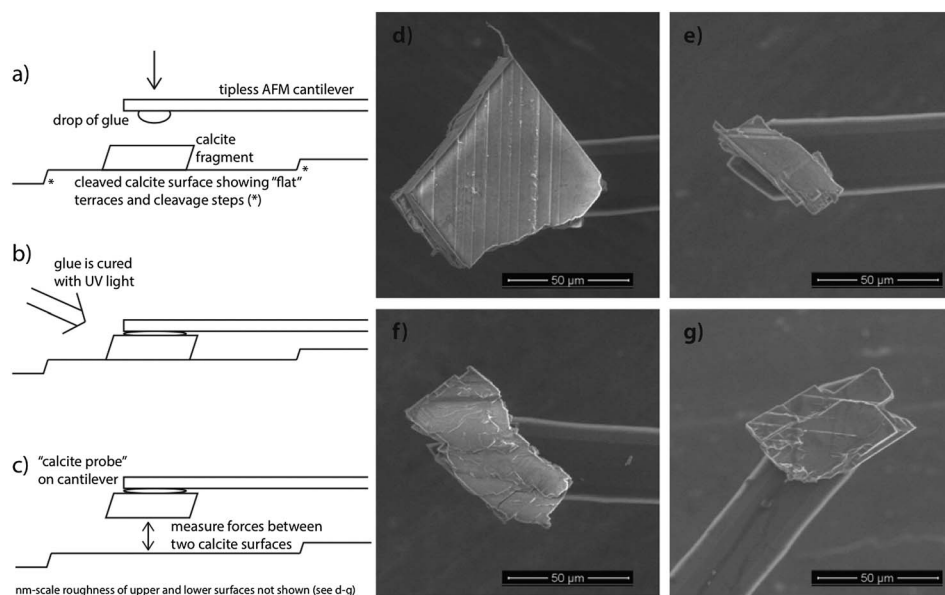 a)
tipless AFM cantilever
drop of glue
calcite
fragment
*
*
cleaved calcite surface showing "flat"
terraces and cleavage steps (*)
b)
glue is cured
with UV light
c)
"calcite probe"
on cantilever
measure forces between
two calcite surfaces
nm-scale roughness of upper and lower surfaces not shown (see d-g)
d)
50 µm
e)
50 µm
f)
50 µm
g)
50 µm